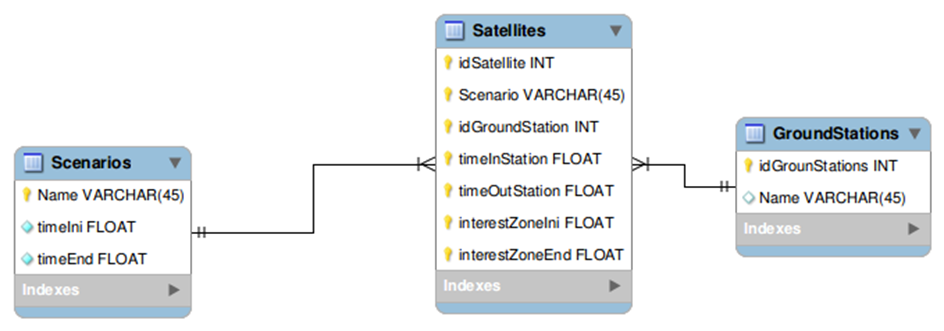 Scenarios
Name VARCHAR(45)
timeIni FLOAT
timeEnd FLOAT
Indexes
Satellites
idSatellite INT
Scenario VARCHAR(45)
idGroundStation INT
timeInStation FLOAT
timeOutStation FLOAT
interestZoneIni FLOAT
interestZoneEnd FLOAT
Indexes
GroundStations
idGrounStations INT
Name VARCHAR(45)
Indexes